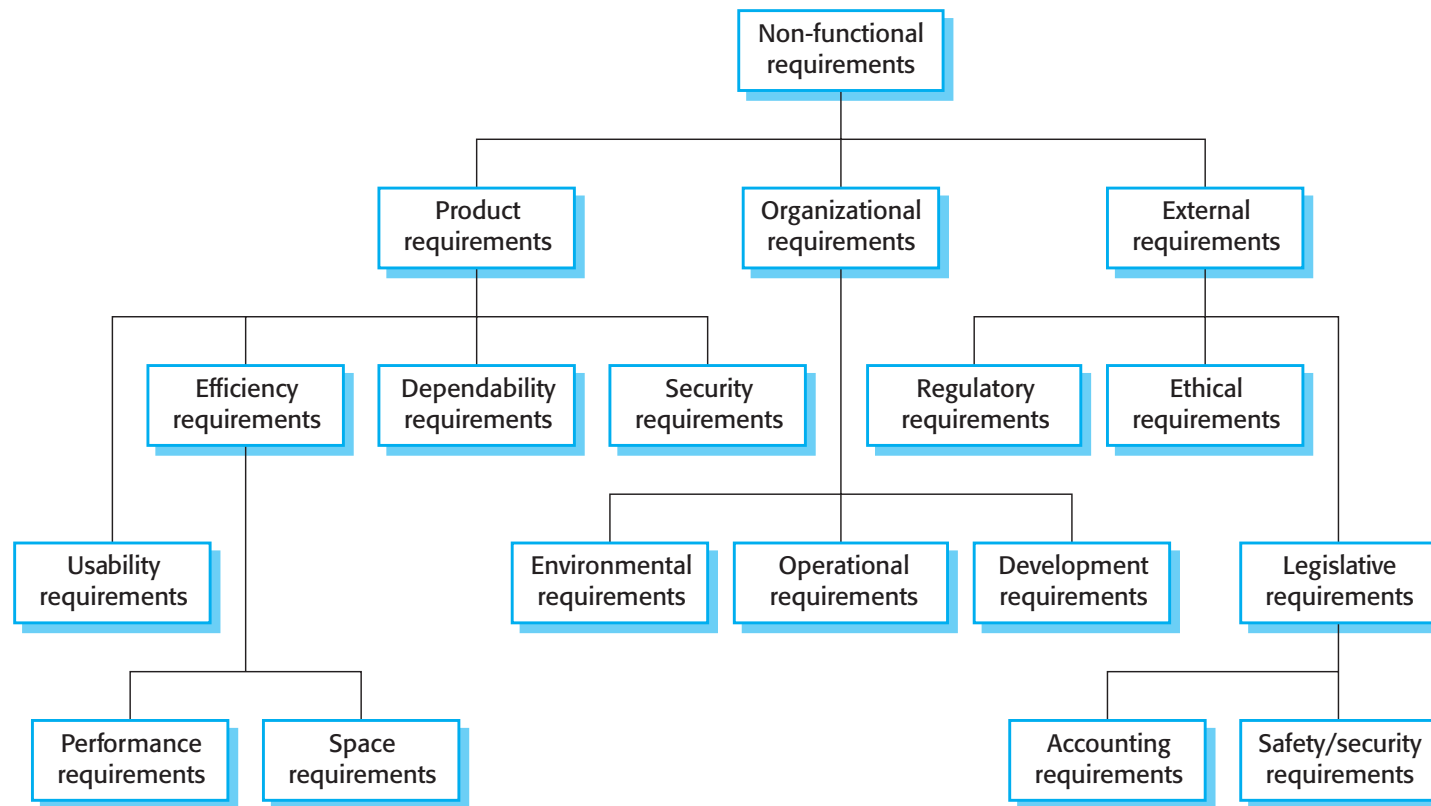 Non-functional
requirements
Product
requirements
Organizational
requirements
External
requirements
Efficiency
requirements
Dependability
requirements
Security
requirements
Regulatory
requirements
Ethical
requirements
Usability
requirements
Environmental
requirements
Operational
requirements
Development
requirements
Legislative
requirements
Performance
requirements
Space
requirements
Accounting
requirements
Safety/security
requirements